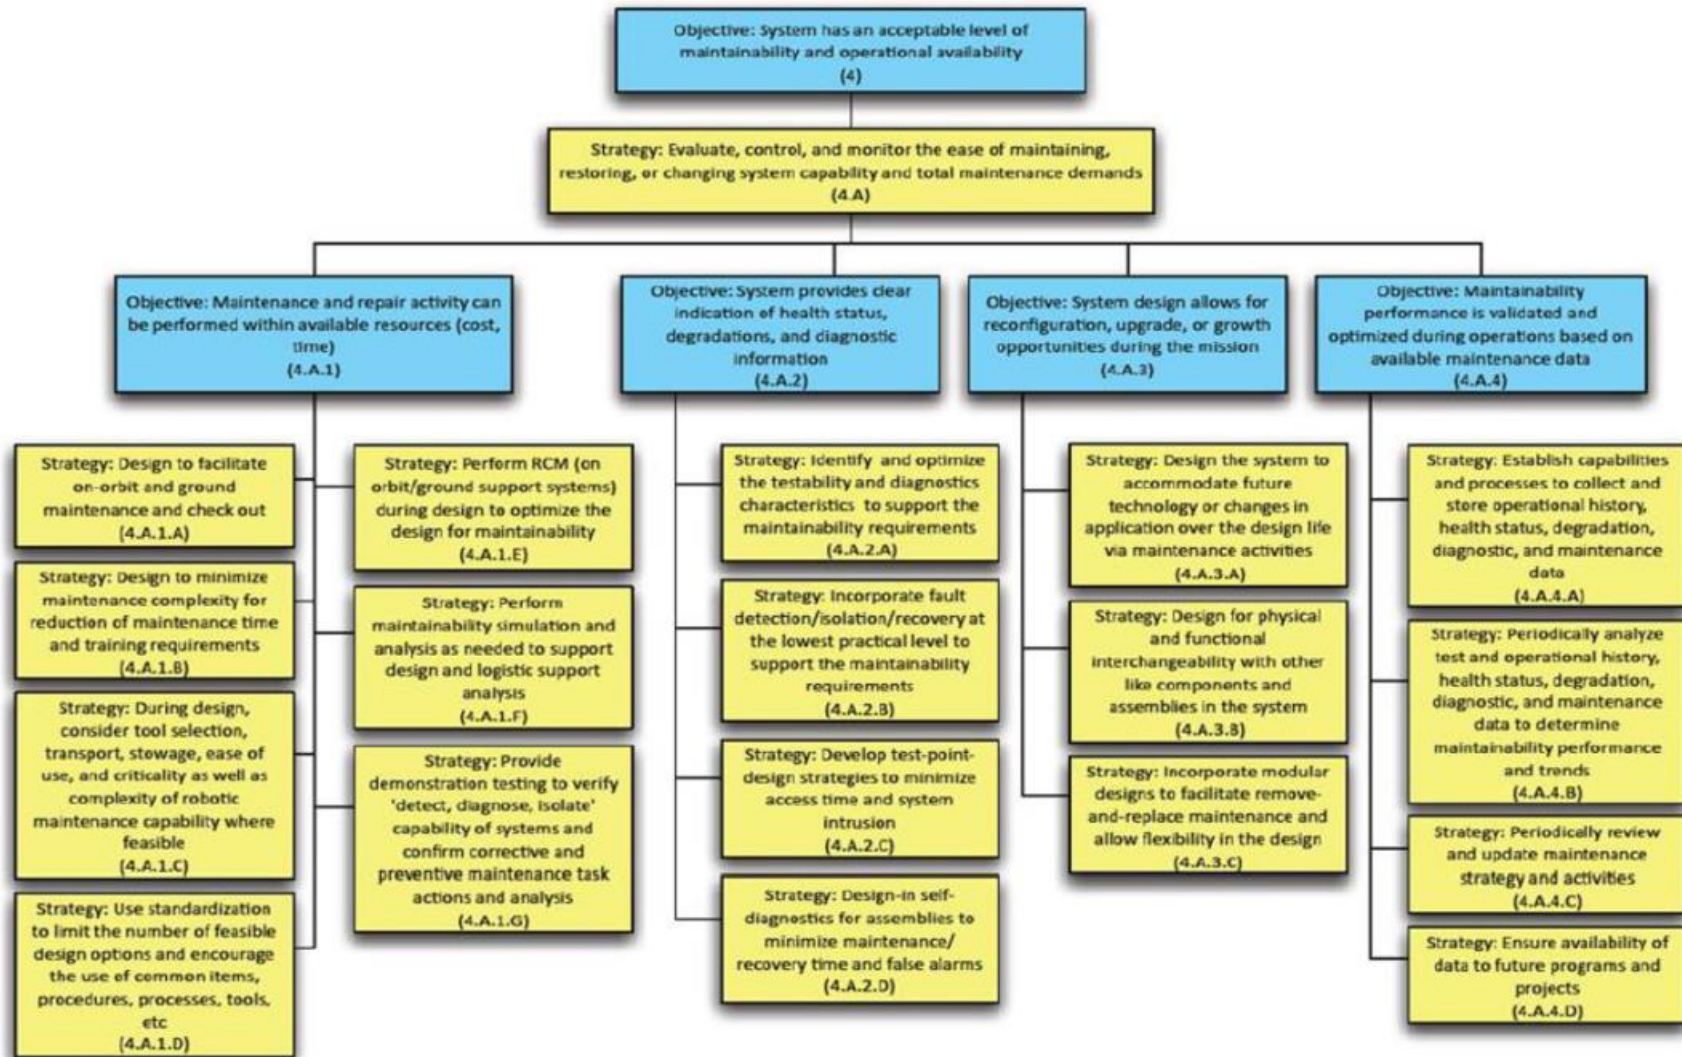 Objective: System has an acceptable level of
maintainability and operational availability
(4)
Strategy: Evaluate, control, and monitor the ease of maintaining,
restoring, or changing system capability and total maintenance demands
(4.A)
Objective: Maintenance and repair activity can
be performed within available resources (cost,
time)
(4.A.1)
Objective: System provides clear
indication of health status,
degradations, and diagnostic
information
(4.A.2)
Objective: System design allows for
reconfiguration, upgrade, or growth
opportunities during the mission
(4.A.3)
Objective: Maintainability
performance is validated and
optimized during operations based on
available maintenance data
(4.A.4)
Strategy: Design to facilitate
on-orbit and ground
maintenance and check out
(4.A.1.A)
Strategy: Design to minimize
maintenance complexity for
reduction of maintenance time
and training requirements
(4.A.1.B)
Strategy: During design,
consider tool selection,
transport, stowage, ease of
use, and criticality as well as
complexity of robotic
maintenance capability where
feasible
(4.A.1.C)
Strategy: Use standardization
to limit the number of feasible
design options and encourage
the use of common items,
procedures, processes, tools,
etc
(4.A.1.D)
Strategy: Perform RCM (on
orbit/ground support systems)
during design to optimize the
design for maintainability
(4.A.1.E)
Strategy: Perform
maintainability simulation and
analysis as needed to support
design and logistic support
analysis
(4.A.1.F)
Strategy: Provide
demonstration testing to verify
'detect, diagnose, isolate'
capability of systems and
confirm corrective and
preventive maintenance task
actions and analysis
(4.A.1.G)
Strategy: Identify and optimize
the testability and diagnostics
characteristics to support the
maintainability requirements
(4.A.2.A)
Strategy: Incorporate fault
detection/isolation/recovery at
the lowest practical level to
support the maintainability
requirements
(4.A.2.B)
Strategy: Develop test-point-
design strategies to minimize
access time and system
intrusion
(4.A.2.C)
Strategy: Design-in self-
diagnostics for assemblies to
minimize maintenance/
recovery time and false alarms
(4.A.2.D)
Strategy: Design the system to
accommodate future
technology or changes in
application over the design life
via maintenance activities
(4.A.3.A)
Strategy: Design for physical
and functional
interchangeability with other
like components and
assemblies in the system
(4.A.3.B)
Strategy: Incorporate modular
designs to facilitate remove-
and-replace maintenance and
allow flexibility in the design
(4.A.3.C)
Strategy: Establish capabilities
and processes to collect and
store operational history,
health status, degradation,
diagnostic, and maintenance
data
(4.A.4.A)
Strategy: Periodically analyze
test and operational history,
health status, degradation,
diagnostic, and maintenance
data to determine
maintainability performance
and trends
(4.A.4.B)
Strategy: Periodically review
and update maintenance
strategy and activities
(4.A.4.C)
Strategy: Ensure availability of
data to future programs and
projects
(4.A.4.D)